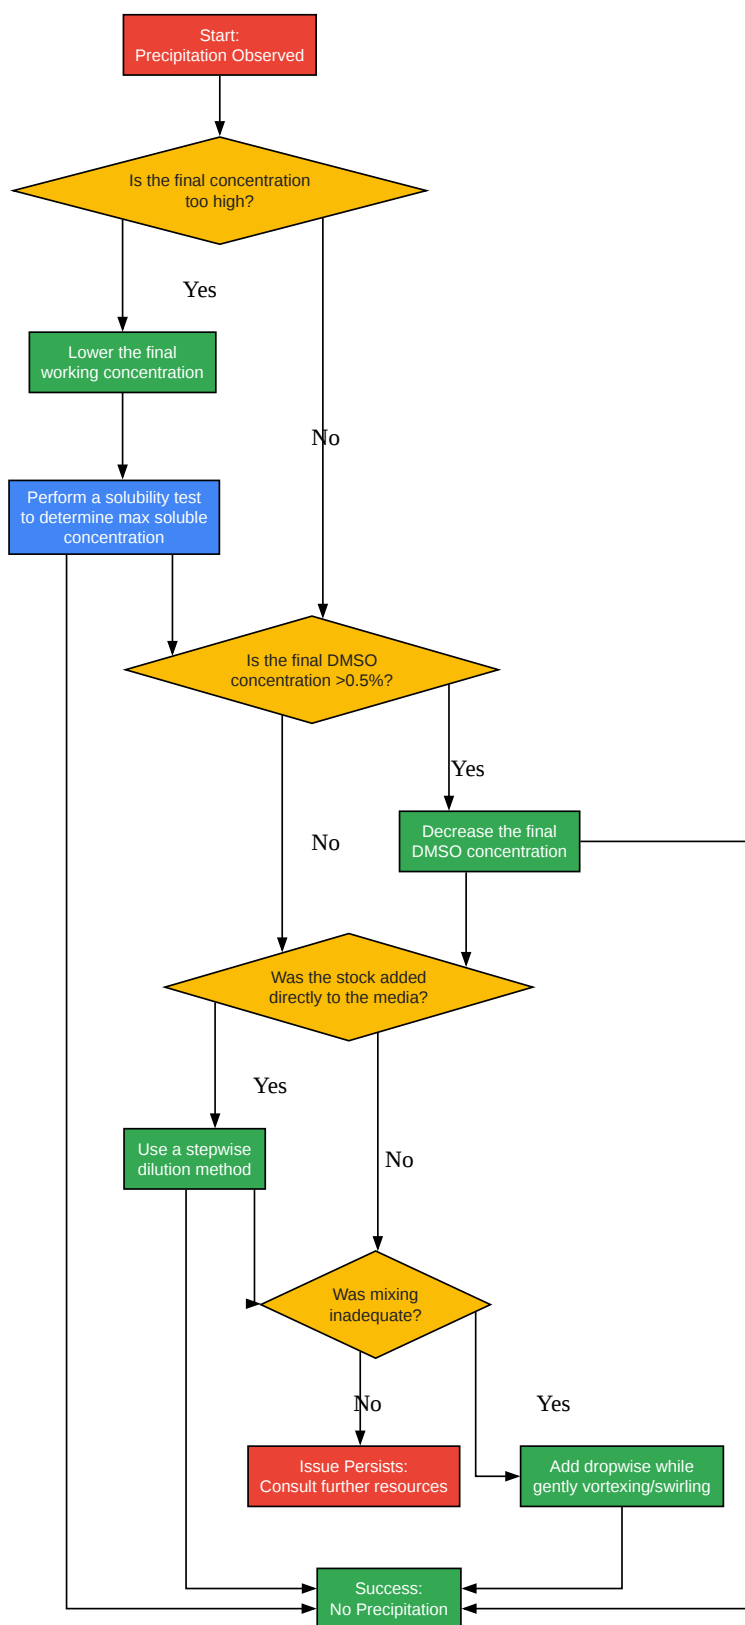 Start:
Precipitation Observed
Is the final concentration
too high?
Yes
Lower the final
working concentration
No
Perform a solubility test
to determine max soluble
concentration
Is the final DMSO
concentration >0.5%?
Yes
No
Decrease the final
DMSO concentration
Was the stock added
directly to the media?
Yes
Use a stepwise
dilution method
No
Was mixing
inadequate?
No
Yes
Issue Persists:
Consult further resources
Add dropwise while
gently vortexing/swirling
Success:
No Precipitation